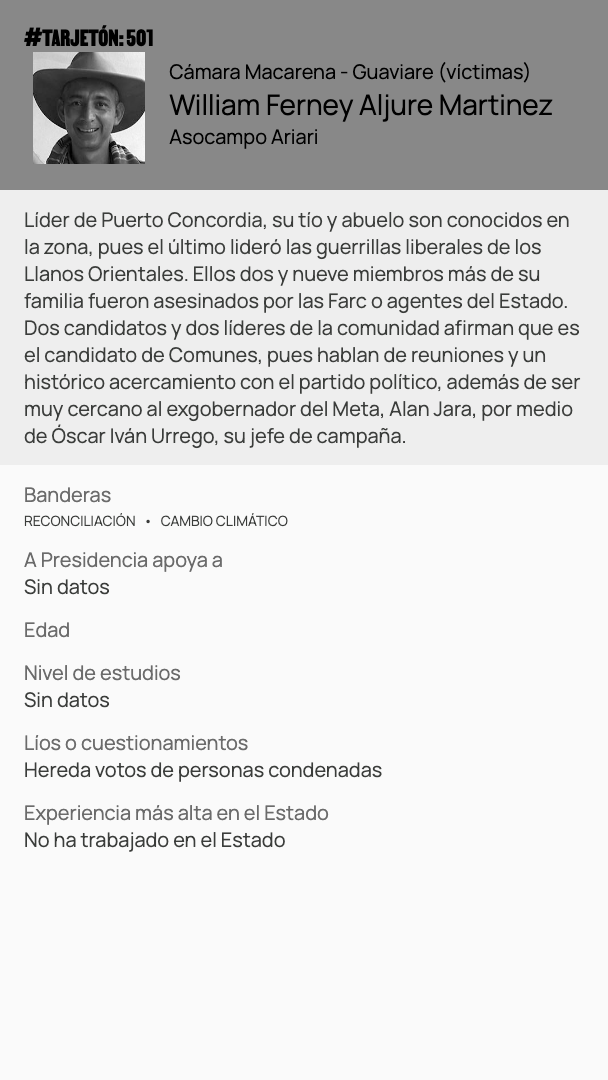 #TARJETÓN: 501
Cámara Macarena - Guaviare (víctimas)
William Ferney Aljure Martinez
Asocampo Ariari
Líder de Puerto Concordia, su tío y abuelo son conocidos en
la zona, pues el último lideró las guerrillas liberales de los
Llanos Orientales. Ellos dos y nueve miembros más de su
familia fueron asesinados por las Farc o agentes del Estado.
Dos candidatos y dos líderes de la comunidad afirman que es
el candidato de Comunes, pues hablan de reuniones y un
histórico acercamiento con el partido político, además de ser
muy cercano al exgobernador del Meta, Alan Jara, por medio
de Óscar Iván Urrego, su jefe de campaña.
Banderas
RECONCILIACIÓN • CAMBIO CLIMÁTICO
A Presidencia apoya a
Sin datos
Edad
Nivel de estudios
Sin datos
Líos o cuestionamientos
Hereda votos de personas condenadas
Experiencia más alta en el Estado
No ha trabajado en el Estado